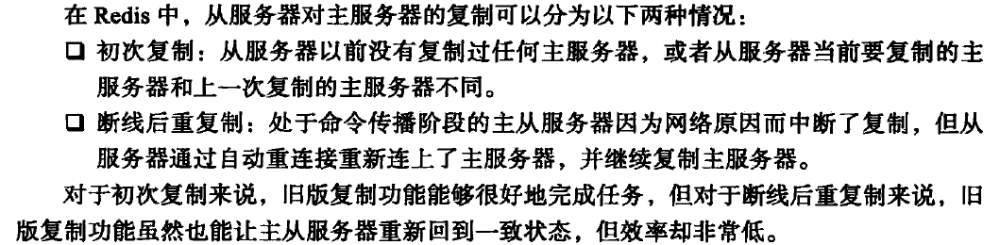 在 Redis 中，从服务器对主服务器的复制可以分为以下两种情况：
❑ 初次复制：从服务器以前没有复制过任何主服务器，或者从服务器当前要复制的主
服务器和上一次复制的主服务器不同。
❑ 断线后重复制：处于命令传播阶段的主从服务器因为网络原因而中断了复制，但从
服务器通过自动重连接重新连上了主服务器，并继续复制主服务器。
对于初次复制来说，旧版复制功能能够很好地完成任务，但对于断线后重复制来说，旧
版复制功能虽然也能让主从服务器重新回到一致状态，但效率却非常低。